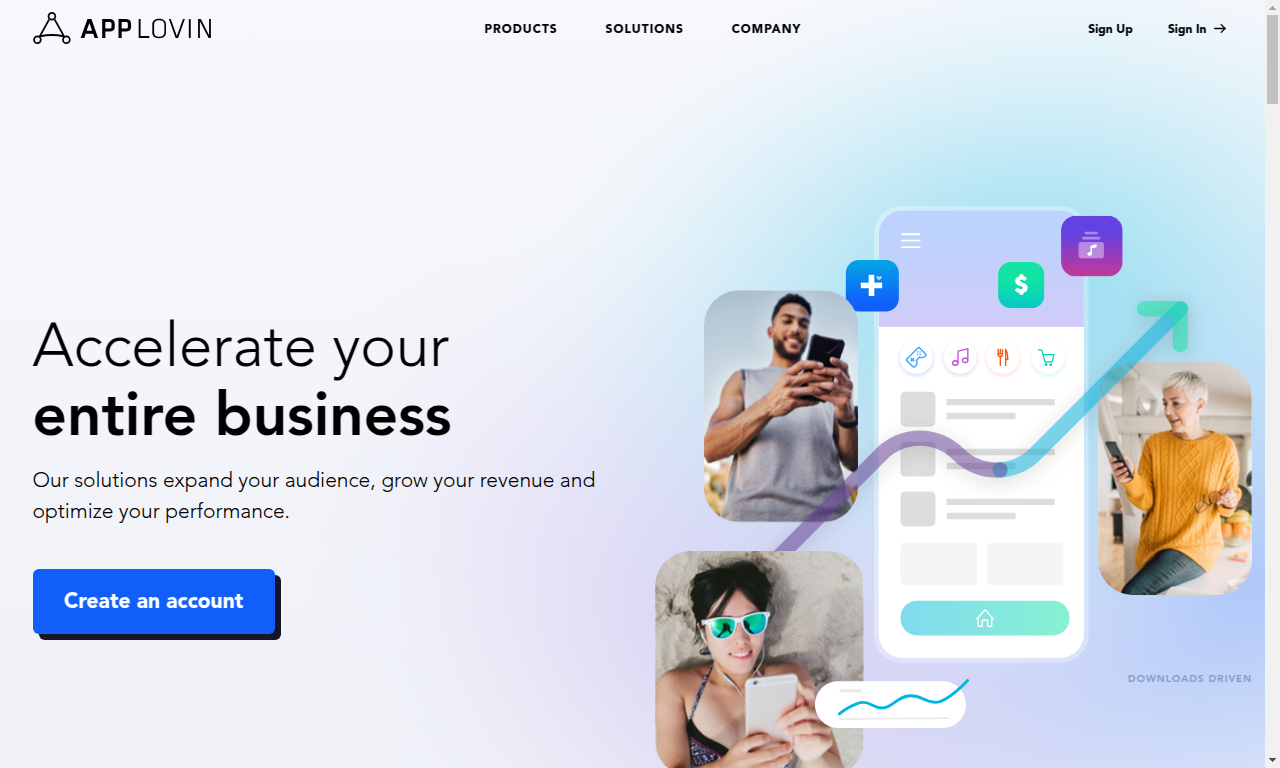 APPLOVIN
PRODUCTS
SOLUTIONS
COMPANY
Sign Up
Sign In →
Accelerate your
entire business
Our solutions expand your audience, grow your revenue and
optimize your performance.
Create an account
$
DOWNLOADS DRIVEN